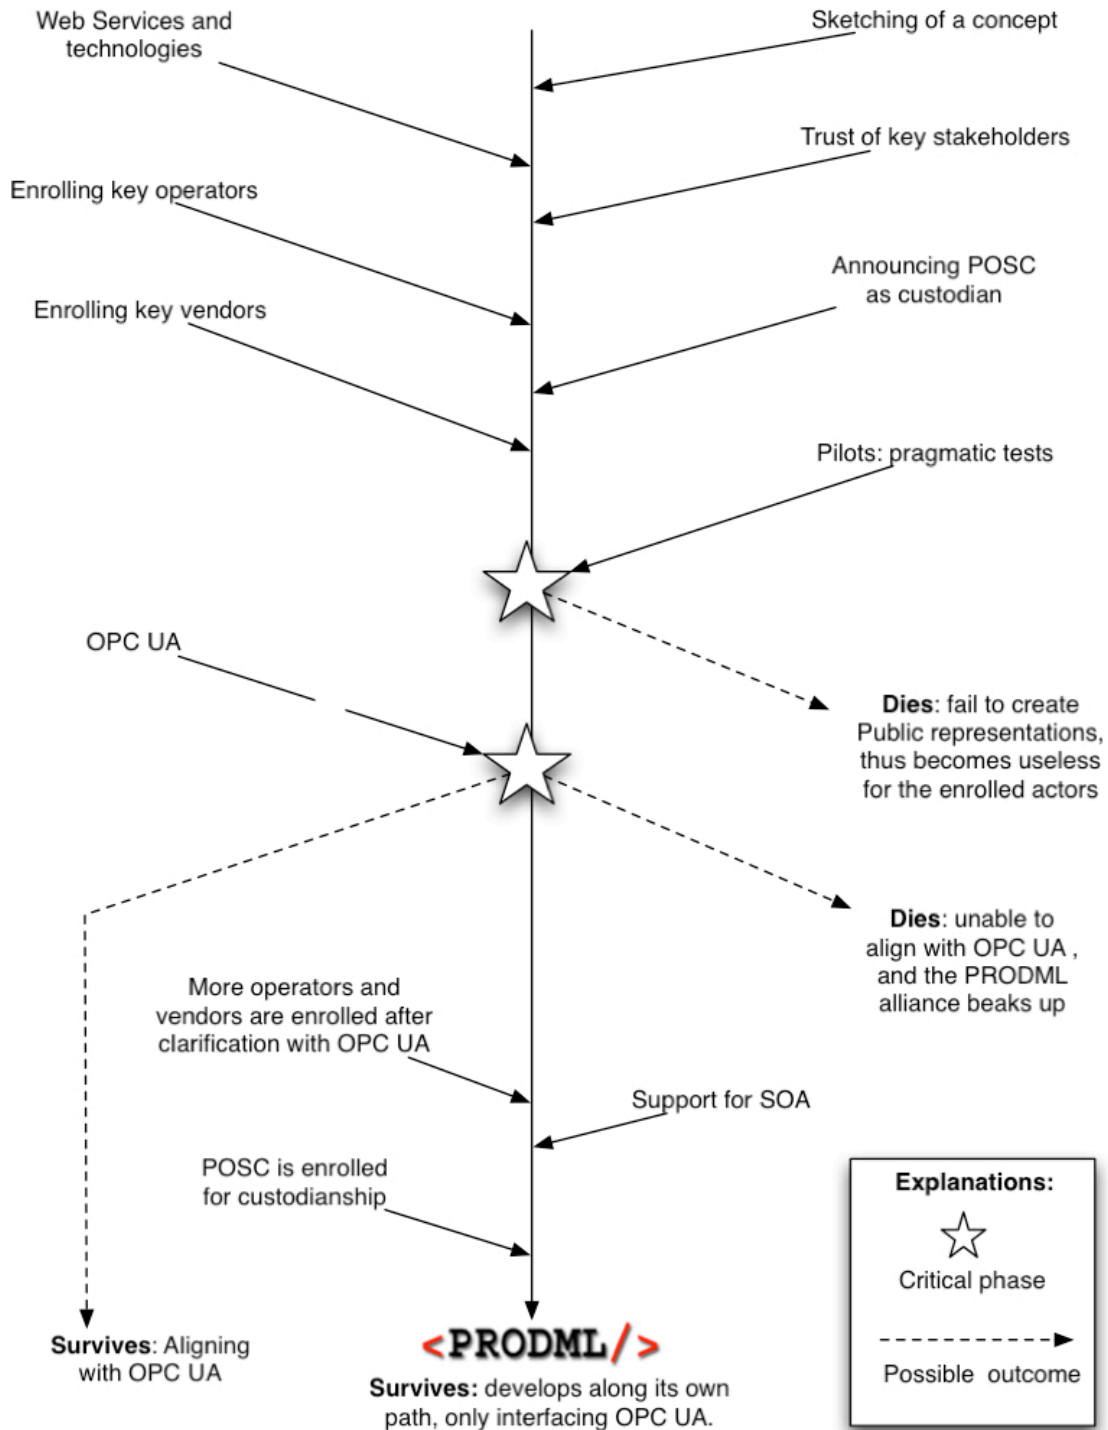 Web Services and
technologies
Sketching of a concept
Trust of key stakeholders
Enrolling key operators
Announcing POSC
as custodian
Enrolling key vendors
Pilots: pragmatic tests
OPC UA
Dies: fail to create
Public representations,
thus becomes useless
for the enrolled actors
Dies: unable to
align with OPC UA ,
and the PRODML
alliance beaks up
More operators and
vendors are enrolled after
clarification with OPC UA
Support for SOA
POSC is enrolled
for custodianship
Explanations:
Critical phase
Possible outcome
Survives: Aligning
with OPC UA
<PRODML/>
Survives: develops along its own
path, only interfacing OPC UA.